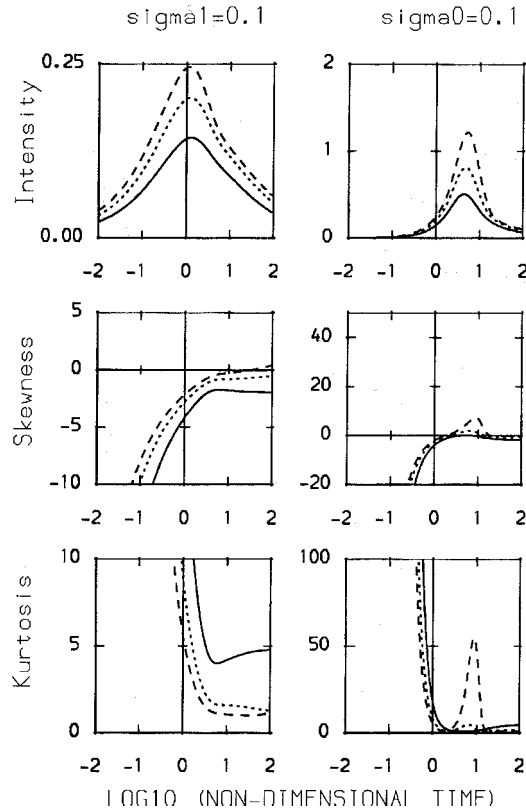 sigma1=0.1 sigma0=0.1
0.25 2
Intensity
1
0.00 0
-2 -1 0 1 2 -2 -1 0 1 2
5 40
Skewness
0 20
-5 0
-10 -20
-2 -1 0 1 2 -2 -1 0 1 2
10 100
Kurtosis
5 50
0 0
-2 -1 0 1 2 -2 -1 0 1 2
LOG10 (NON-DIMENSIONAL TIME)